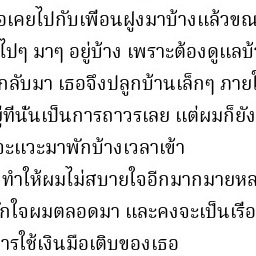 อเคยไปกับเพื่อนฝูงมาบ้างแล้วขณ
ไปๆ มาๆ อยู่บ้าง เพราะต้องดูแลบ้
กลับมา เธอจึงปลูกบ้านเล็กๆ ภายใ
ที่นั่นเป็นการถาวรเลย แต่ผมก็ยัง
จะแวะมาพักบ้างเวลาเข้า
ทำให้ผมไม่สบายใจอีกมากมายหล
ใจผมตลอดมา และคงจะเป็นเรื่อ
ารใช้เงินมือเติบของเธอ